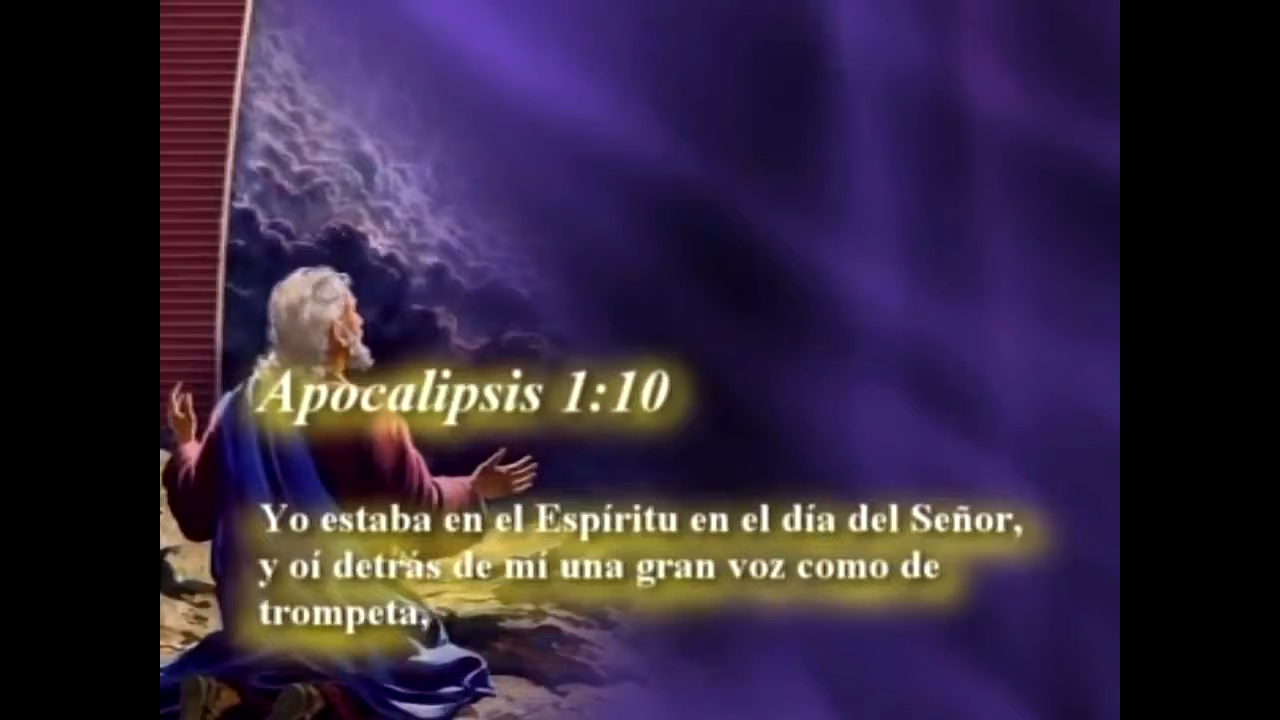 Apocalipsis 1:10
Yo estaba en el Espíritu en el día del Señor,
y oí detrás de mí una gran voz como de
trompeta,